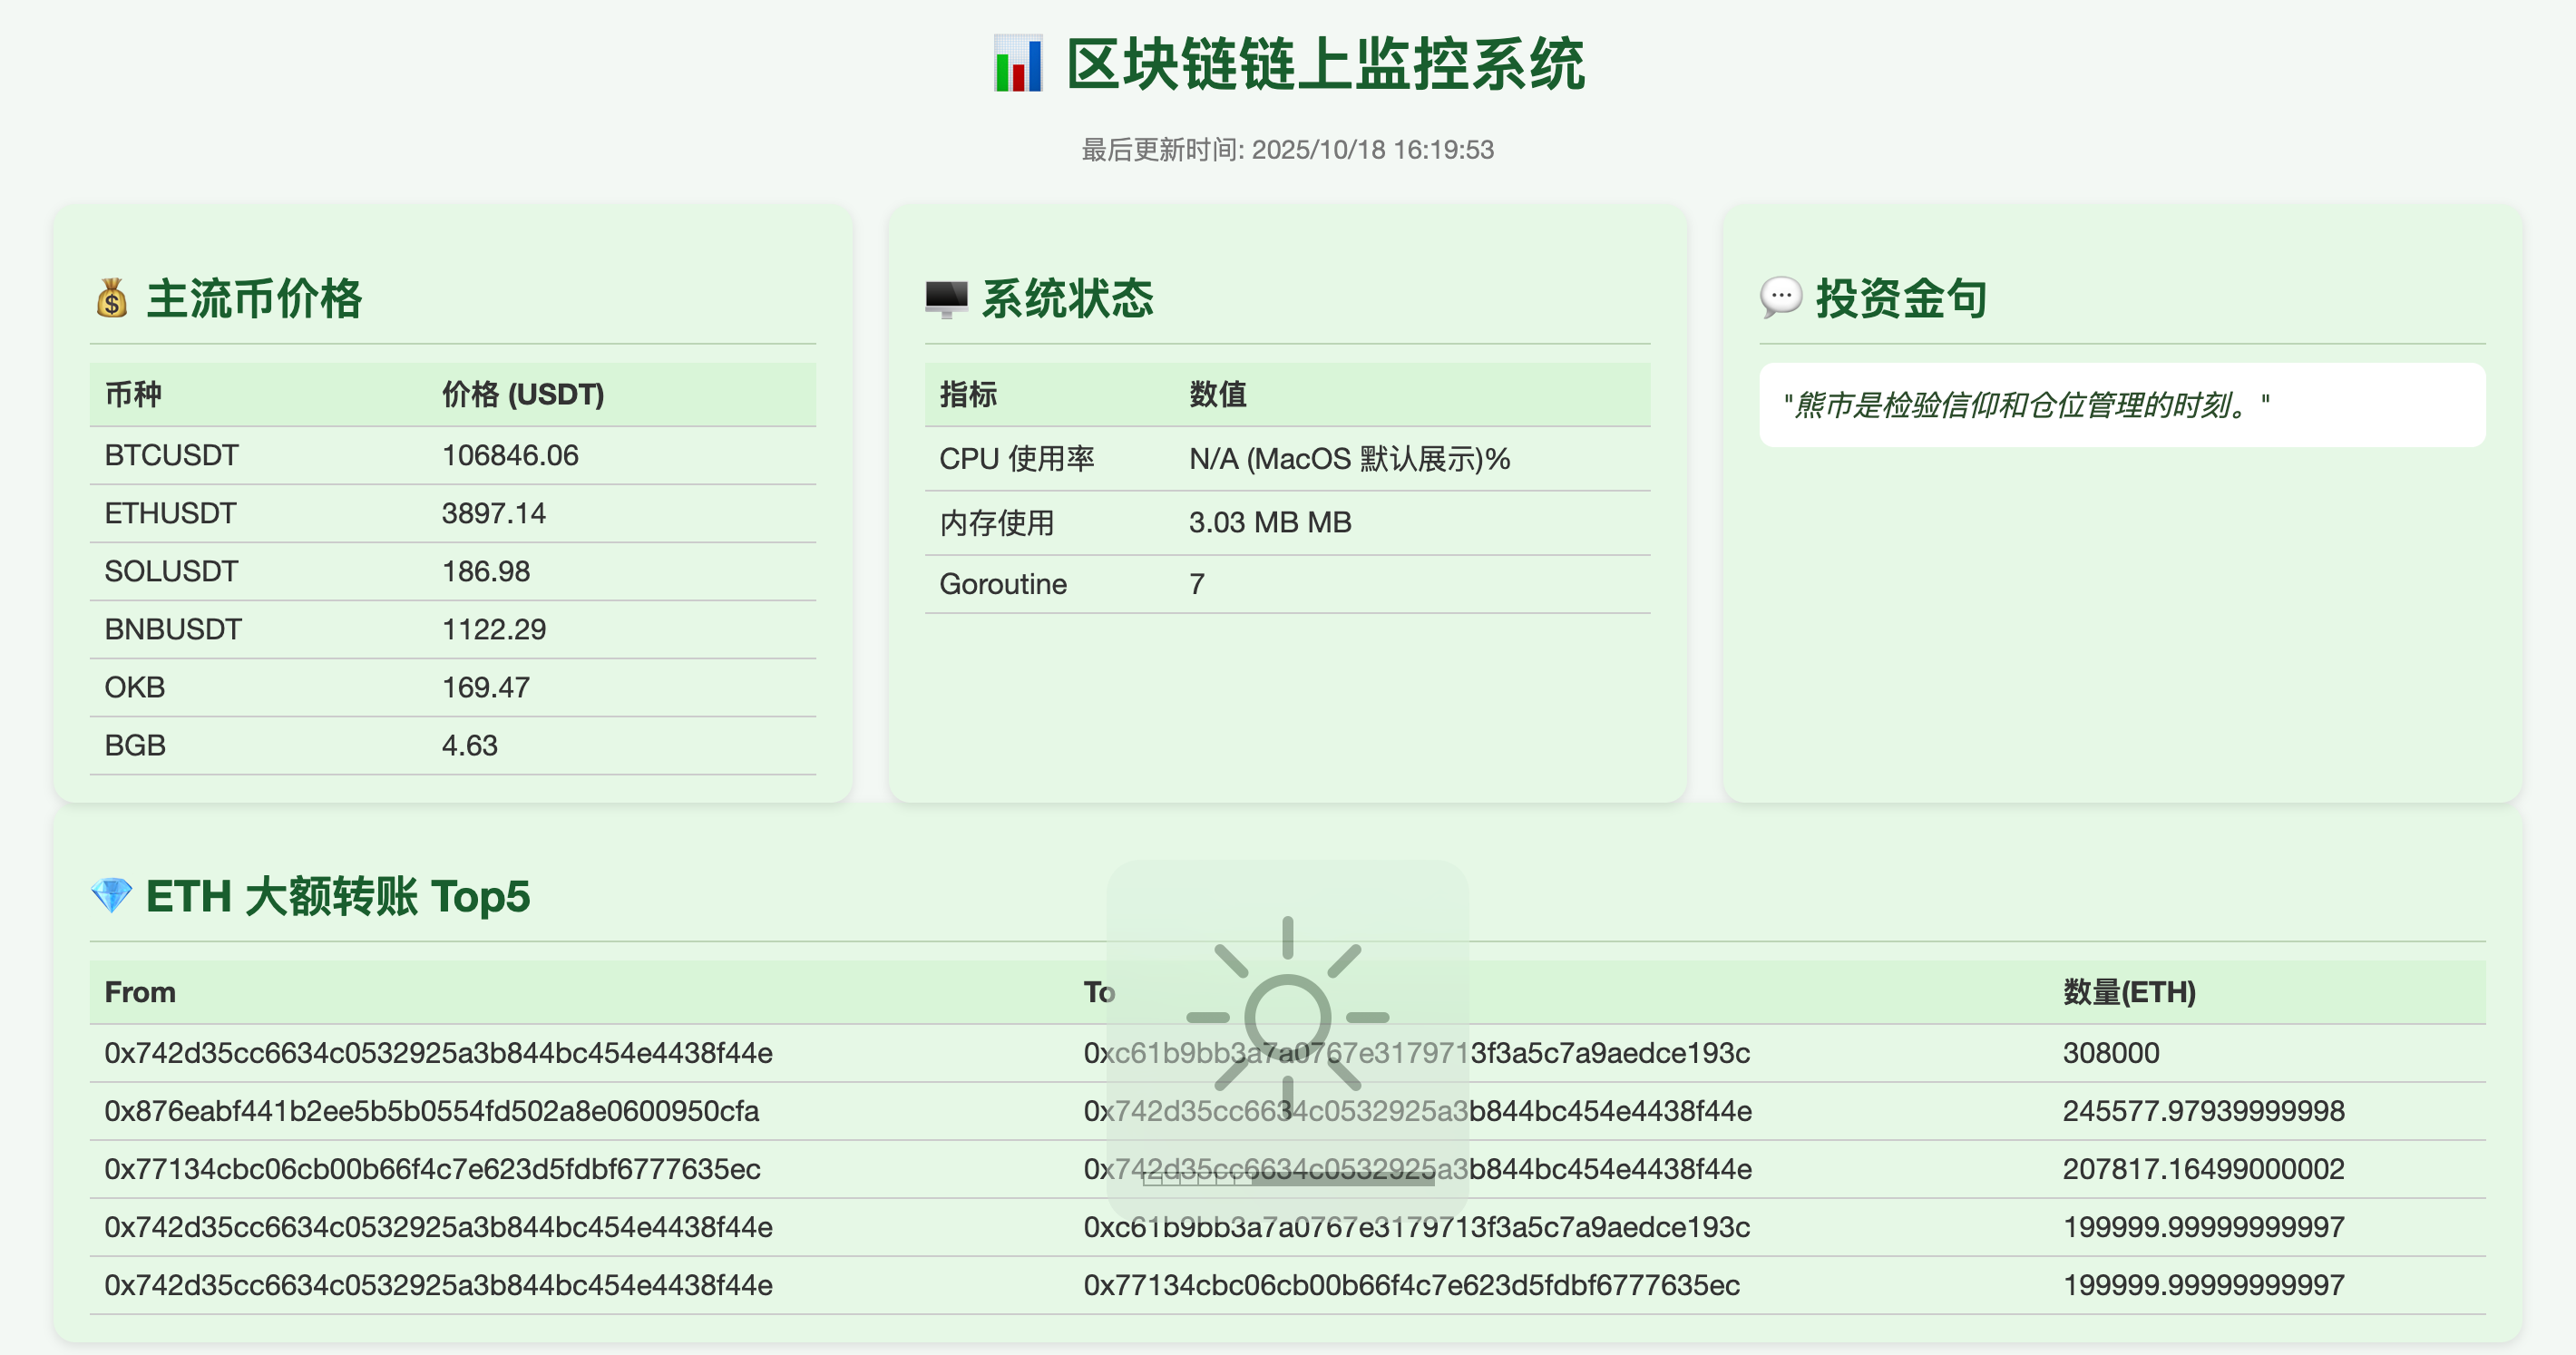 区块链链上监控系统
最后更新时间: 2025/10/18 16:19:53
主流币价格
币种 价格 (USDT)
BTCUSDT 106846.06
ETHUSDT 3897.14
SOLUSDT 186.98
BNBUSDT 1122.29
OKB 169.47
BGB 4.63
系统状态
指标 数值
CPU 使用率 N/A (MacOS 默认展示)%
内存使用 3.03 MB MB
Goroutine 7
投资金句
"熊市是检验信仰和仓位管理的时刻。"
ETH 大额转账 Top5
From To 数量(ETH)
0x742d35cc6634c0532925a3b844bc454e4438f44e 0xc61b9bb3a7a0767e3179713f3a5c7a9aedce193c 308000
0x876eabf441b2ee5b5b0554fd502a8e0600950cfa 0x742d35cc6634c0532925a3b844bc454e4438f44e 245577.97939999998
0x77134cbc06cb00b66f4c7e623d5fdbf6777635ec 0x742d35cc6634c0532925a3b844bc454e4438f44e 207817.16499000002
0x742d35cc6634c0532925a3b844bc454e4438f44e 0xc61b9bb3a7a0767e3179713f3a5c7a9aedce193c 199999.99999999997
0x742d35cc6634c0532925a3b844bc454e4438f44e 0x77134cbc06cb00b66f4c7e623d5fdbf6777635ec 199999.99999999997